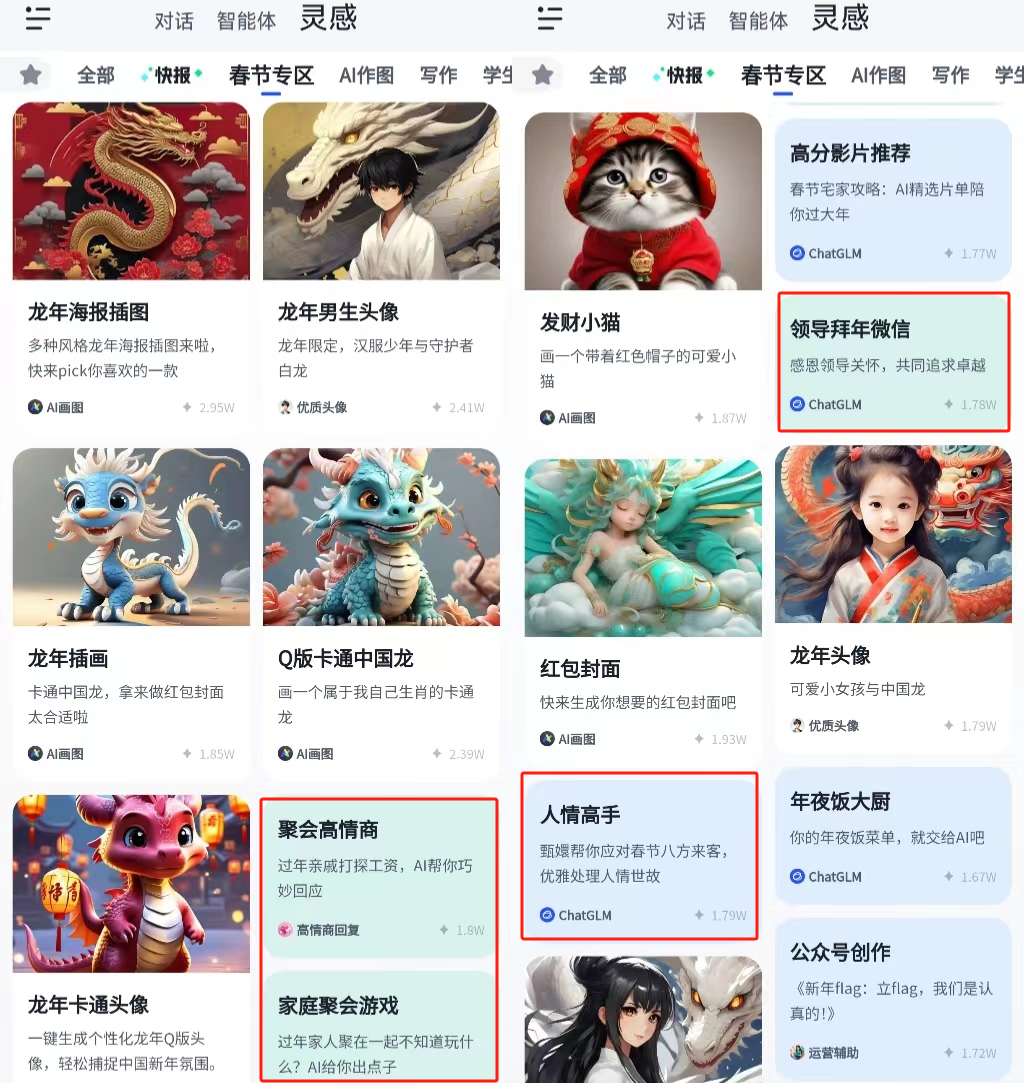 对话 智能体 灵感
全部 快报 春节专区 AI作图 写作 学生
龙年海报插图
多种风格龙年海报插图来啦，
快来pick你喜欢的一款
AI画图 2.95W
龙年男生头像
龙年限定，汉服少年与守护者
白龙
优质头像 2.41W
龙年插画
卡通中国龙，拿来做红包封面
太合适啦
AI画图 1.85W
Q版卡通中国龙
画一个属于我自己生肖的卡通
龙
AI画图 2.39W
龙年卡通头像
一键生成个性化龙年Q版头
像，轻松捕捉中国新年氛围。
聚会高情商
过年亲戚打探工资，AI帮你巧
妙回应
高情商回复 1.8W
家庭聚会游戏
过年家人聚在一起不知道玩什
么？AI给你出点子
对话 智能体 灵感
全部 快报 春节专区 AI作图 写作 学生
发财小猫
画一个带着红色帽子的可爱小
猫
AI画图 1.87W
红包封面
快来生成你想要的红包封面吧
AI画图 1.93W
人情高手
甄嬛帮你应对春节八方来客，
优雅处理人情世故
ChatGLM 1.79W
高分影片推荐
春节宅家攻略：AI精选片单陪
你过大年
ChatGLM 1.77W
领导拜年微信
感恩领导关怀，共同追求卓越
ChatGLM 1.78W
龙年头像
可爱小女孩与中国龙
优质头像 1.79W
年夜饭大厨
你的年夜饭菜单，就交给AI吧
ChatGLM 1.67W
公众号创作
《新年flag：立flag，我们是认
真的！》
运营辅助 1.72W